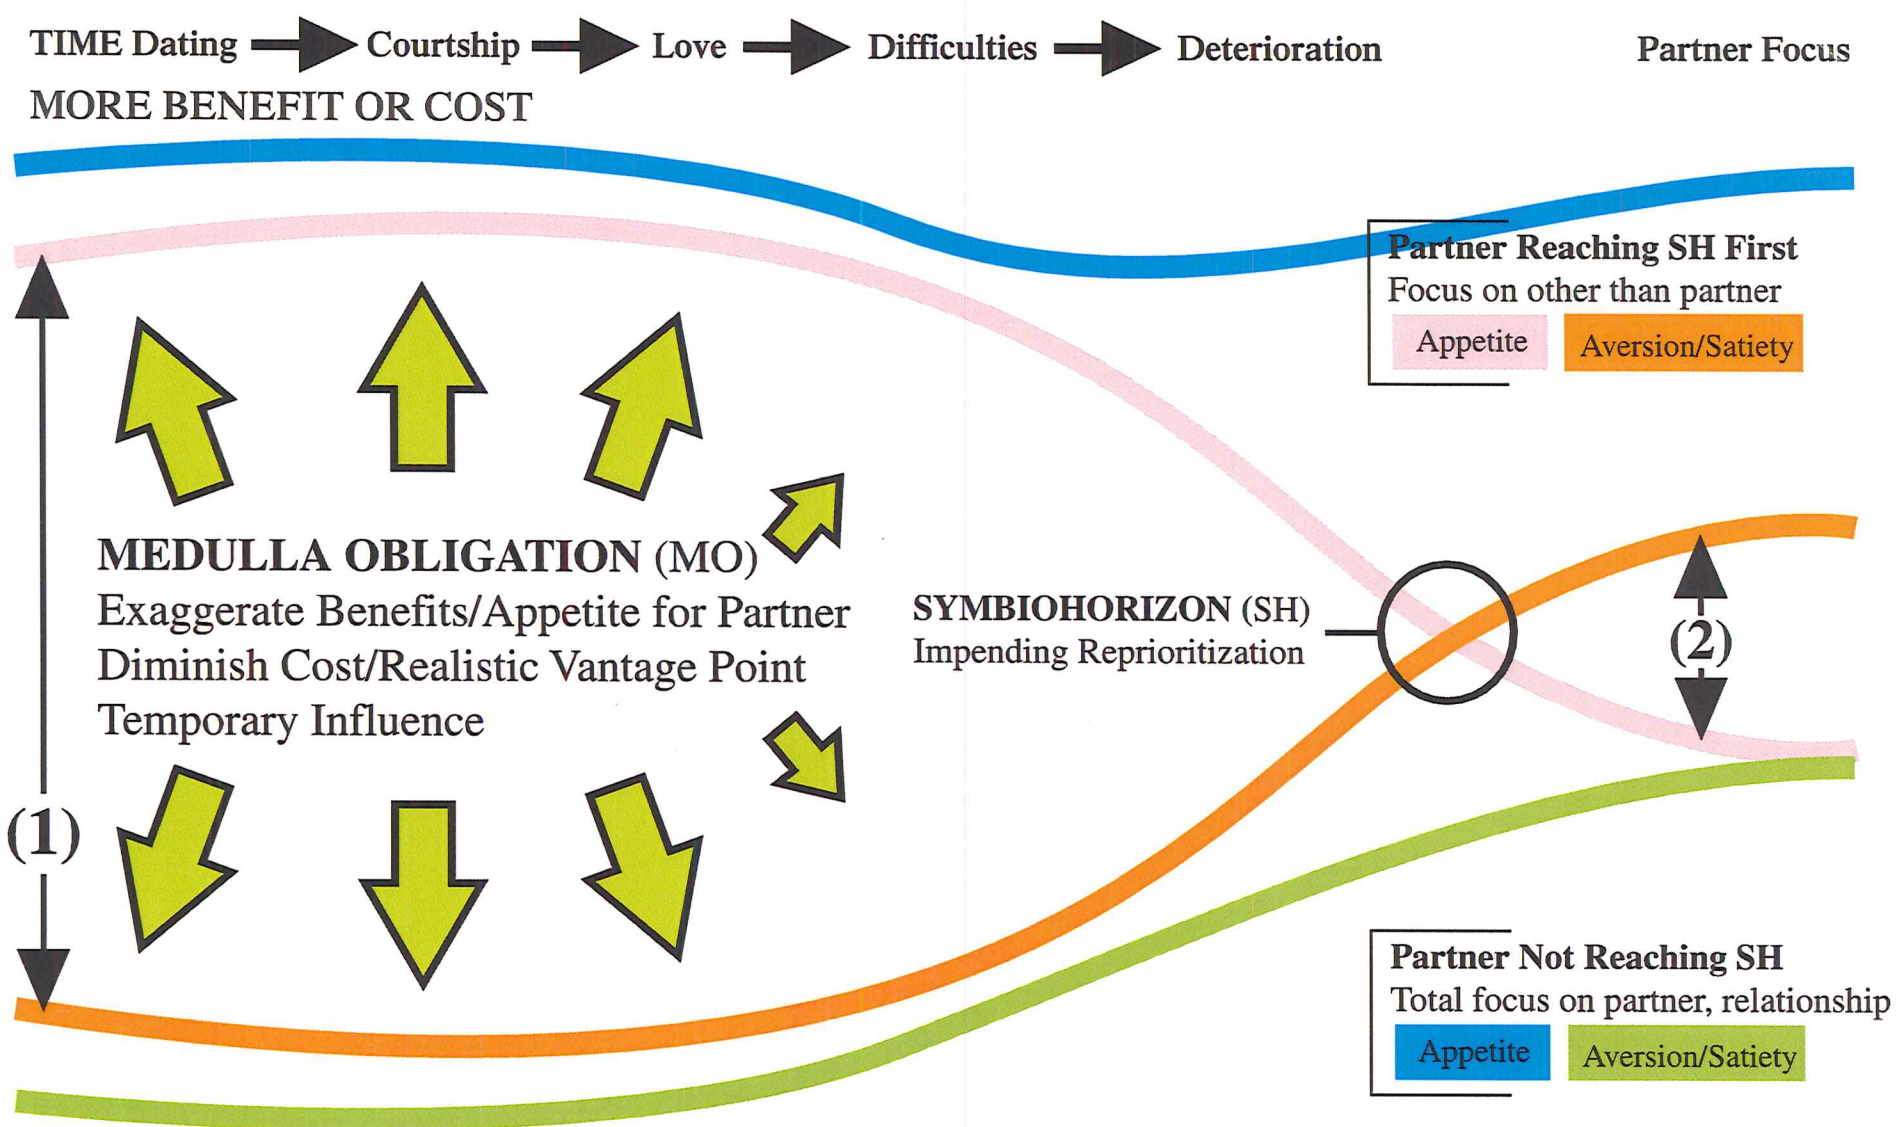 TIME Dating Courtship Love Difficulties Deterioration Partner Focus
MORE BENEFIT OR COST
Partner Reaching SH First
Focus on other than partner
Appetite Aversion/Satiety
MEDULLA OBLIGATION (MO)
Exaggerate Benefits/Appetite for Partner
Diminish Cost/Realistic Vantage Point
Temporary Influence
SYMBIOHORIZON (SH)
Impending Reprioritization
(2)
(1)
Partner Not Reaching SH
Total focus on partner, relationship
Appetite Aversion/Satiety